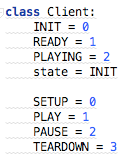 class Client:
    INIT = 0
    READY = 1
    PLAYING = 2
    state = INIT

    SETUP = 0
    PLAY = 1
    PAUSE = 2
    TEARDOWN = 3